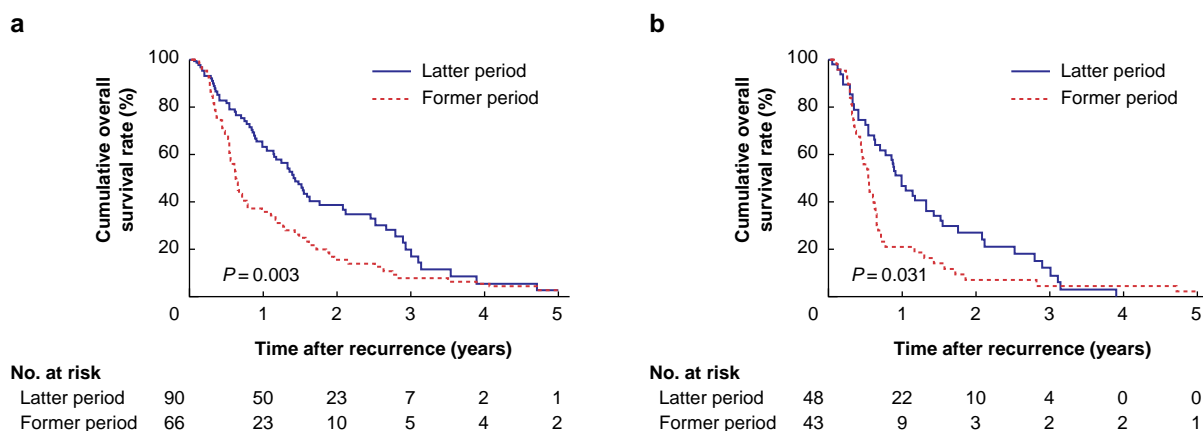 a
100
80
60
40
20
0
1
2
3
4
5
Cumulative overall
survival rate (%)
Latter period
Former period
P = 0.003
Time after recurrence (years)
No. at risk
Latter period 90 50 23 7 2 1
Former period 66 23 10 5 4 2
b
100
80
60
40
20
0
1
2
3
4
5
Cumulative overall
survival rate (%)
Latter period
Former period
P = 0.031
Time after recurrence (years)
No. at risk
Latter period 48 22 10 4 0 0
Former period 43 9 3 2 2 1